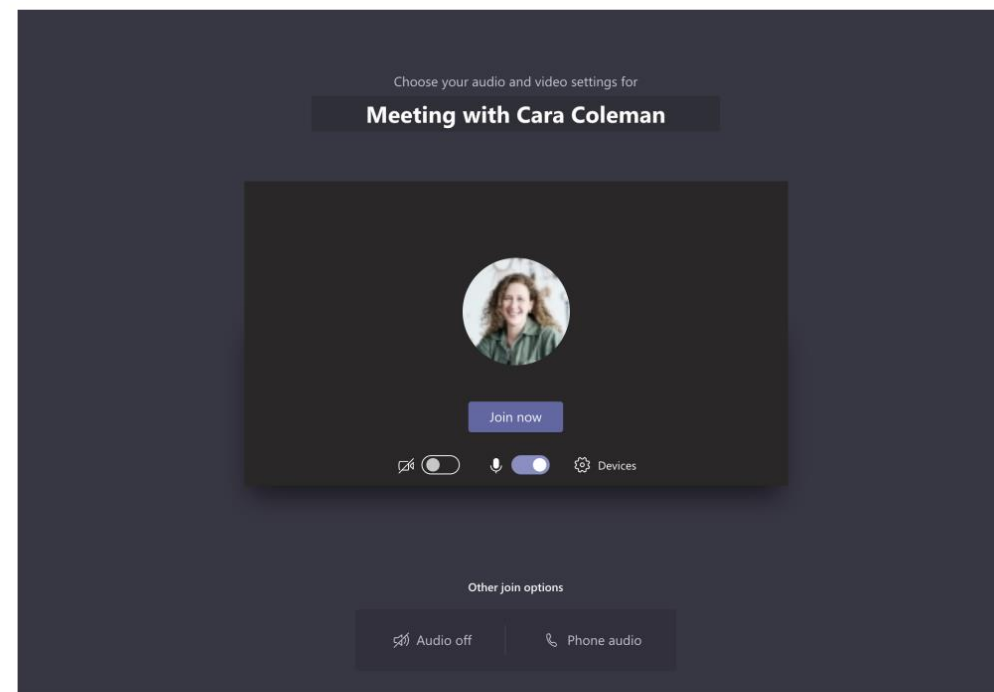 Choose your audio and video settings for
Meeting with Cara Coleman
Join now
Devices
Other join options
Audio off
Phone audio